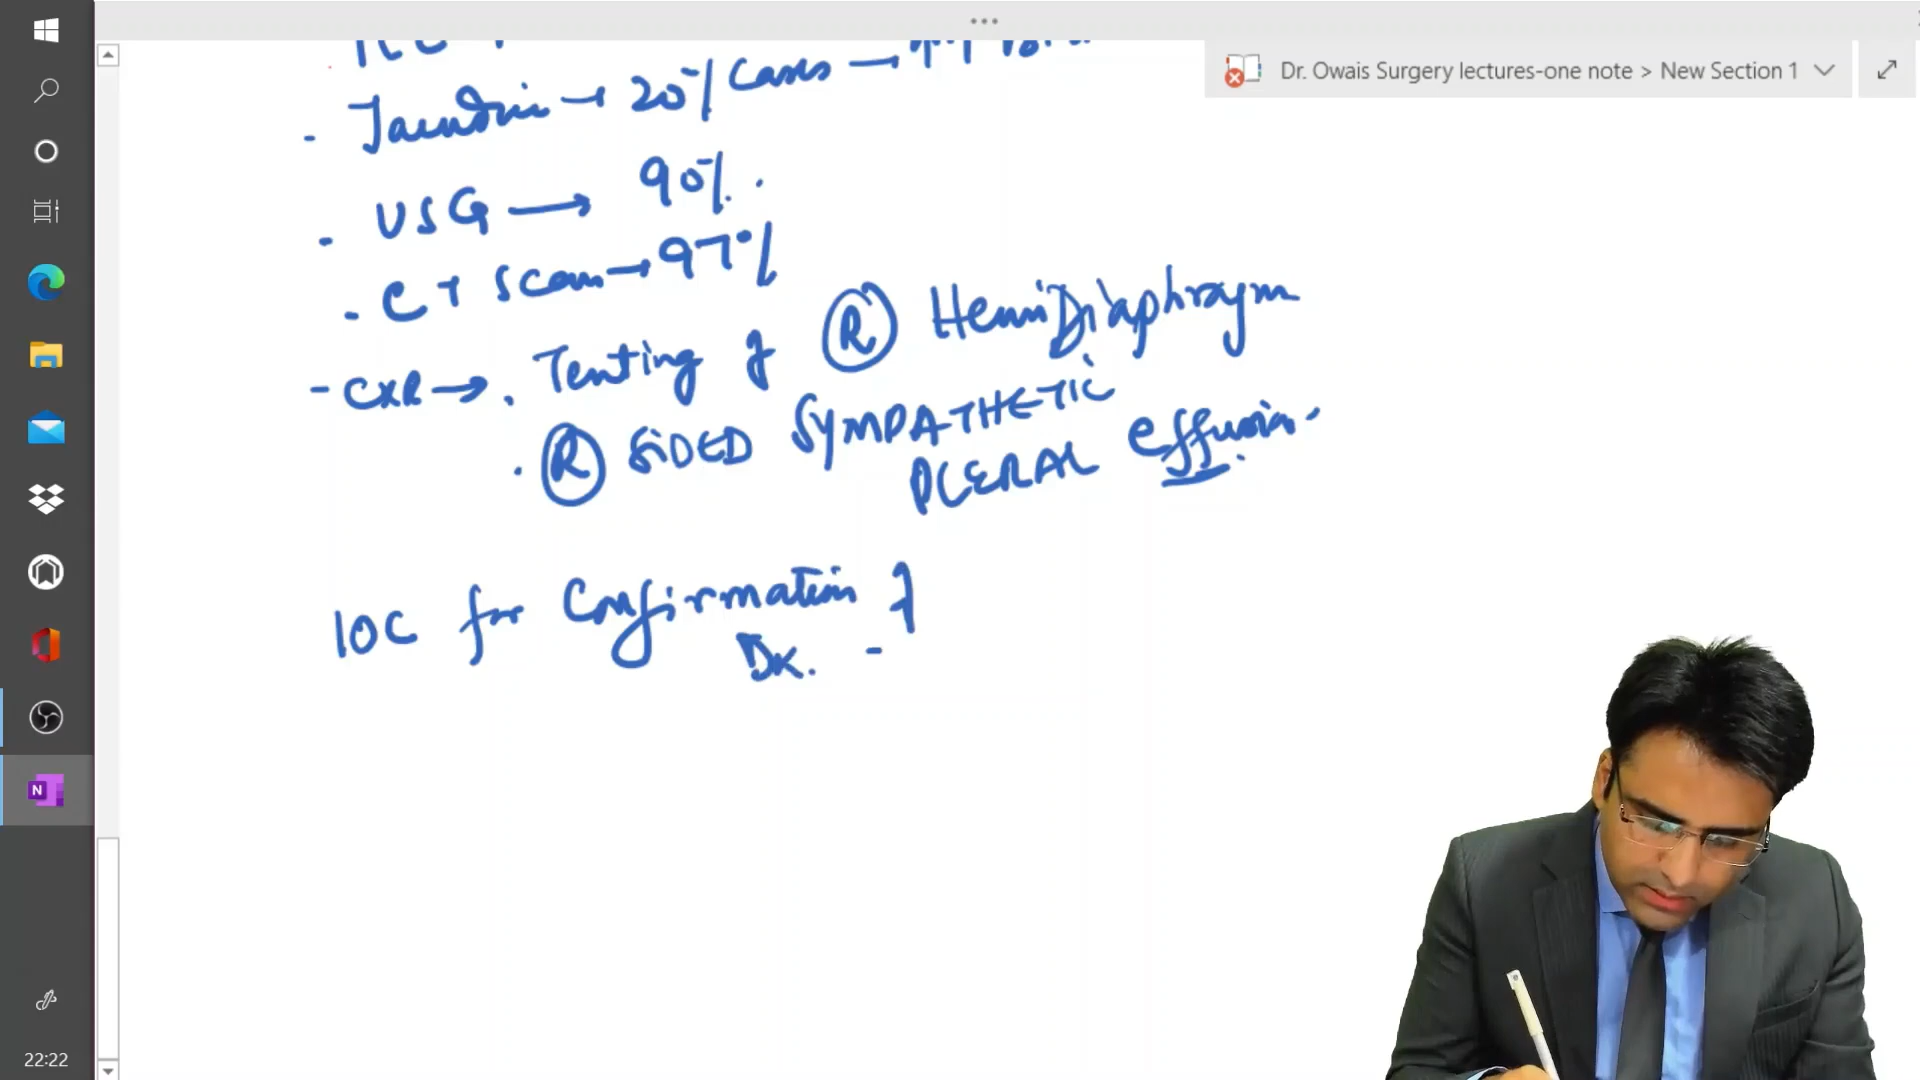 Dr. Owais Surgery lectures-one note > New Section 1
- Jaundice → 20% Cases →
- USG → 90%.
- CT Scan → 97%
- CXR → . Tenting of (R) HemiDiaphragm
. (R) SIDED SYMPATHETIC
PLERAL effusion.
IOC for Confirmation of
Dx. -
N
22:22